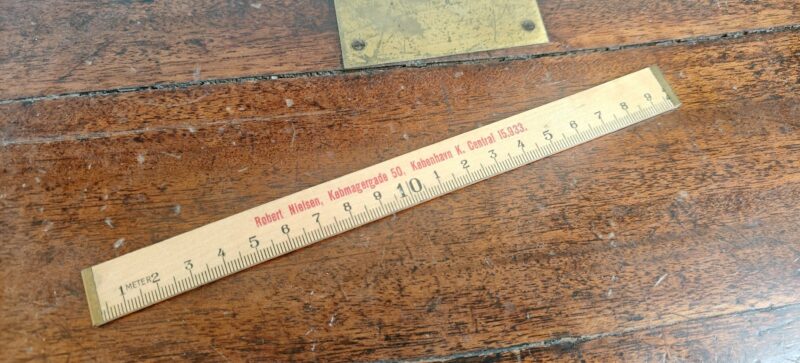 Robert Nielsen, Købmagergade 50, København K. Central 15.933.
1 METER 2 3 4 5 6 7 8 9 10 1 2 3 4 5 6 7 8 9